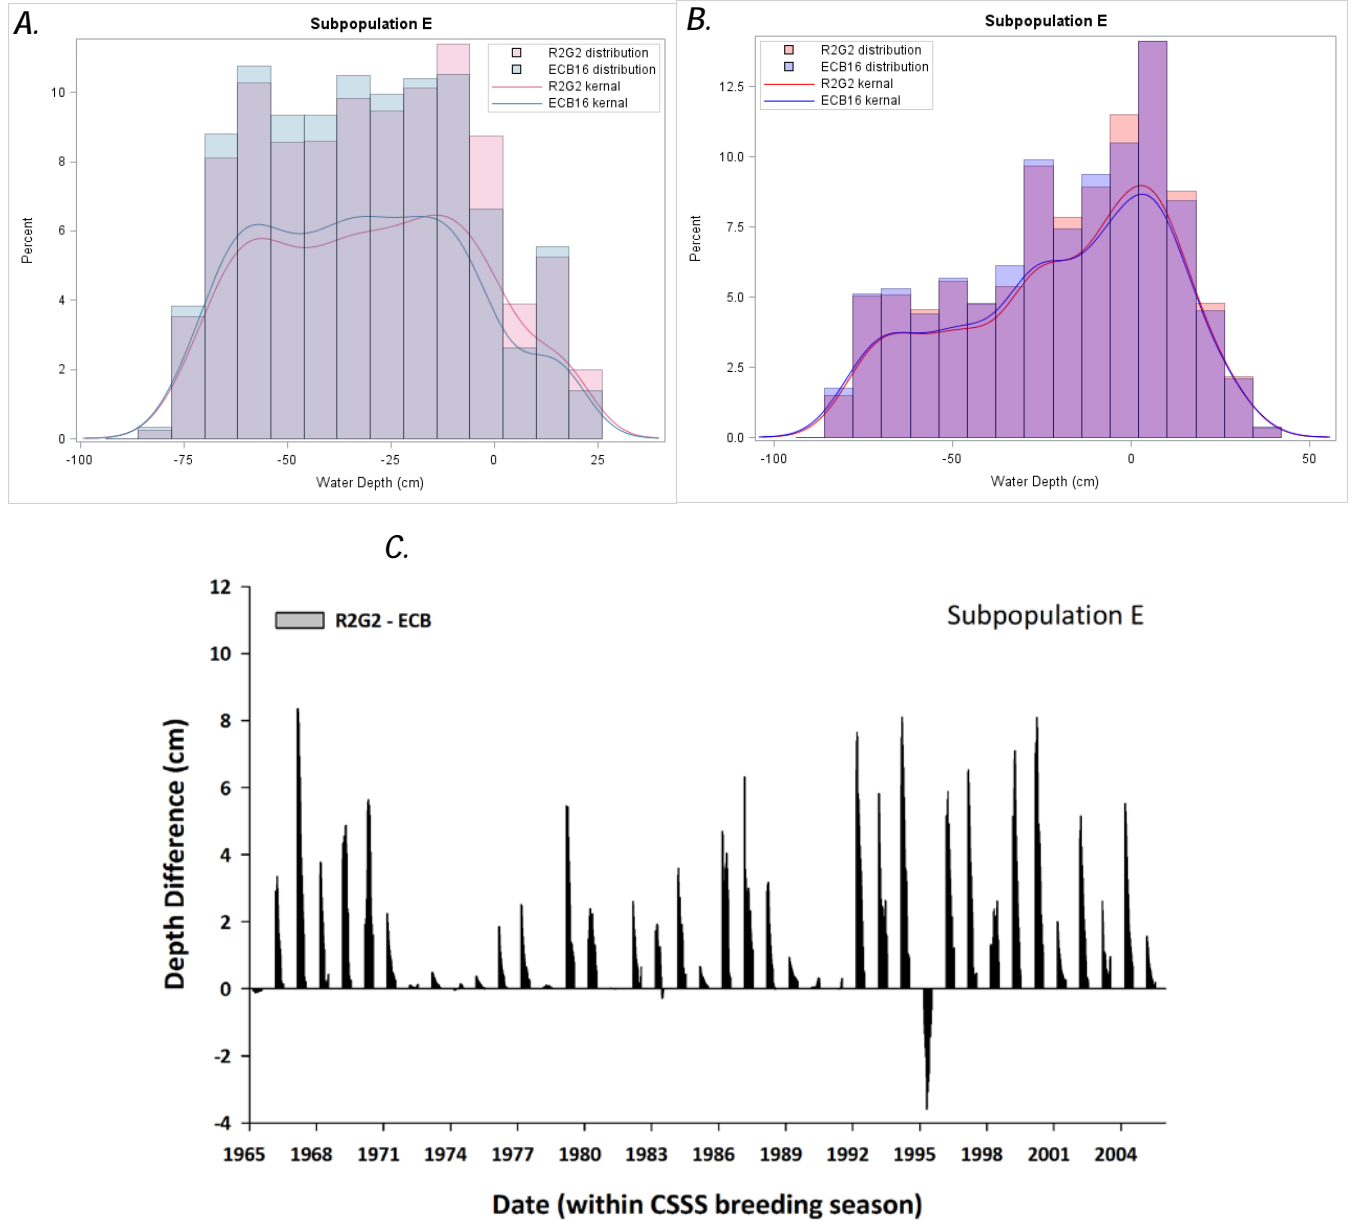 A.
Subpopulation E
R2G2 distribution
ECB16 distribution
R2G2 kernal
ECB16 kernal
Percent
10
8
6
4
2
0
-100 -75 -50 -25 0 25
Water Depth (cm)
B.
Subpopulation E
R2G2 distribution
ECB16 distribution
R2G2 kernal
ECB16 kernal
Percent
12.5
10.0
7.5
5.0
2.5
0.0
-100 -50 0 50
Water Depth (cm)
C.
R2G2 - ECB
Subpopulation E
Depth Difference (cm)
12
10
8
6
4
2
0
-2
-4
1965 1968 1971 1974 1977 1980 1983 1986 1989 1992 1995 1998 2001 2004
Date (within CSSS breeding season)